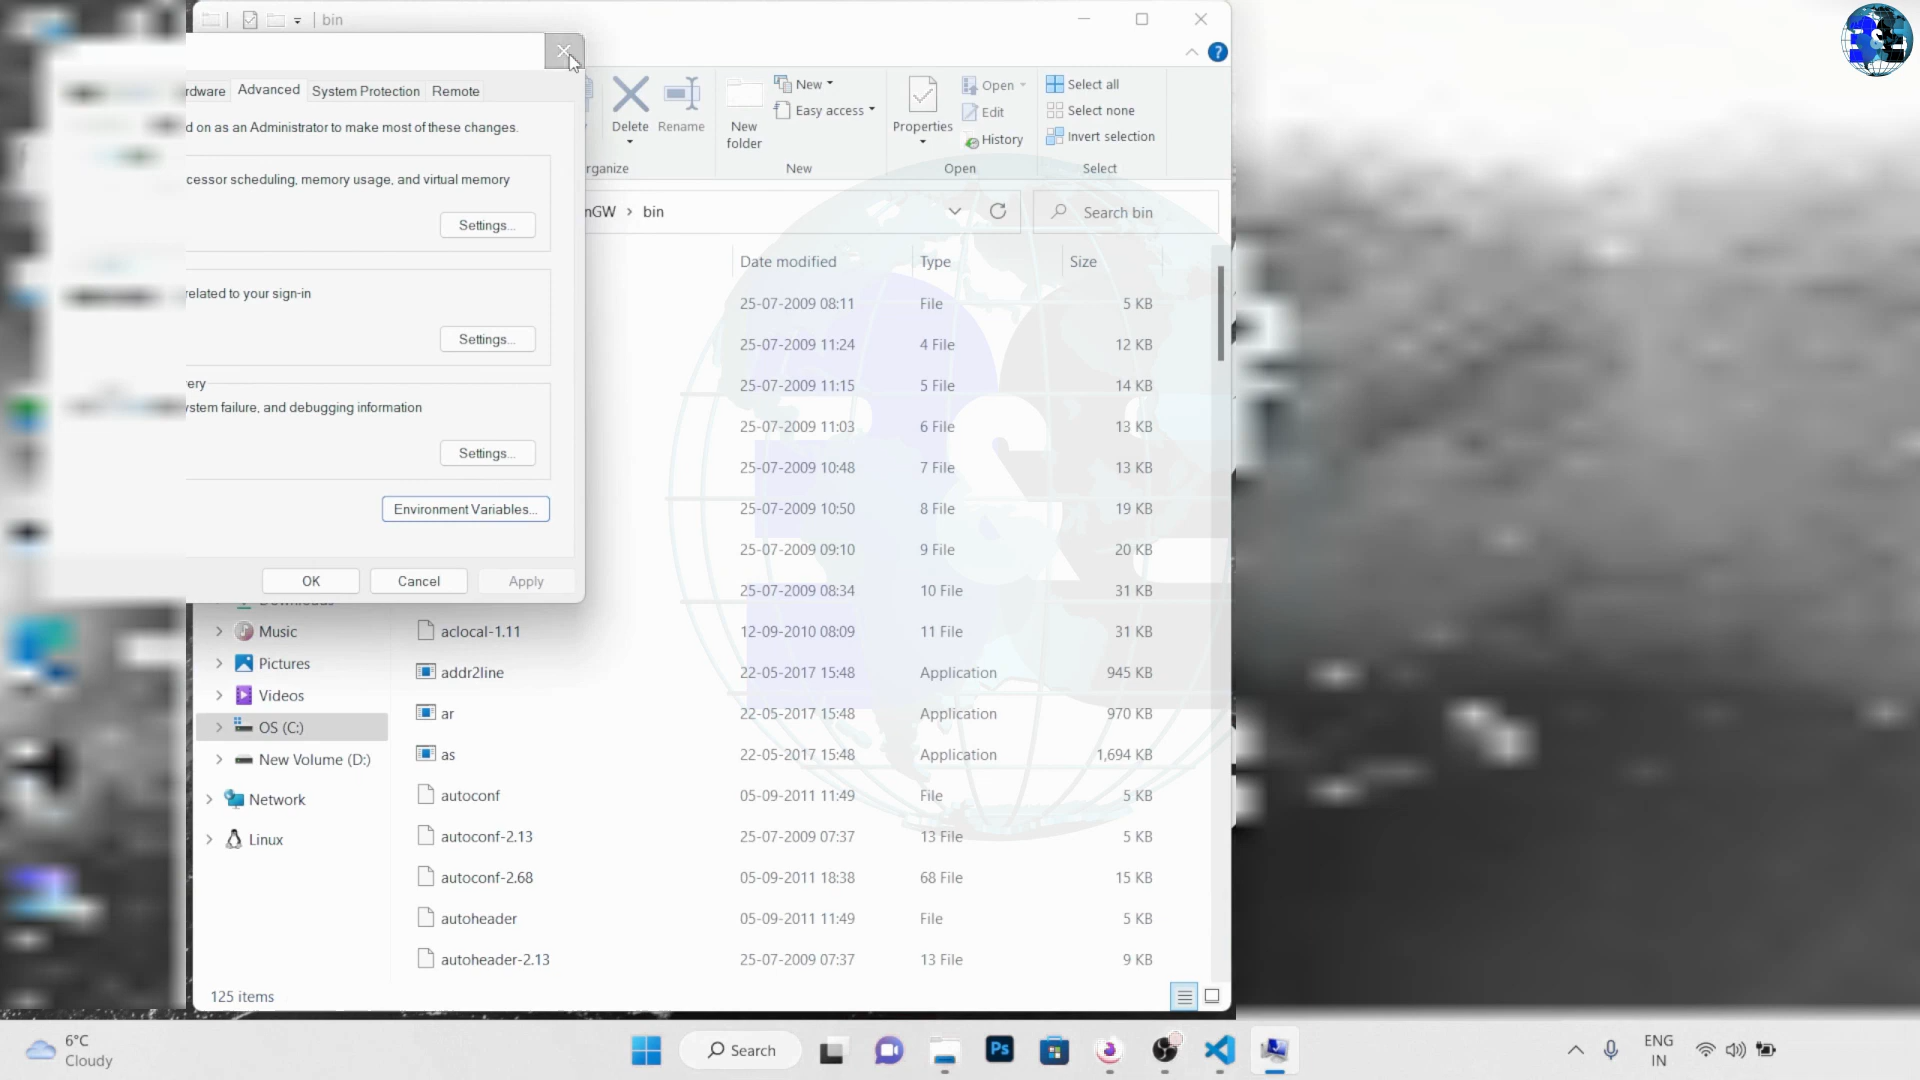 bin
rdware Advanced System Protection Remote
d on as an Administrator to make most of these changes.
cessor scheduling, memory usage, and virtual memory
Settings...
related to your sign-in
Settings...
ery
ystem failure, and debugging information
Settings...
Environment Variables...
OK Cancel Apply
Delete
Rename
rganize
New folder
New
Easy access
New
Properties
Open
Edit
History
Open
Select all
Select none
Invert selection
Select
nGW > bin
Search bin
Date modified Type Size
25-07-2009 08:11 File 5 KB
25-07-2009 11:24 4 File 12 KB
25-07-2009 11:15 5 File 14 KB
25-07-2009 11:03 6 File 13 KB
25-07-2009 10:48 7 File 13 KB
25-07-2009 10:50 8 File 19 KB
25-07-2009 09:10 9 File 20 KB
25-07-2009 08:34 10 File 31 KB
aclocal-1.11 12-09-2010 08:09 11 File 31 KB
addr2line 22-05-2017 15:48 Application 945 KB
ar 22-05-2017 15:48 Application 970 KB
as 22-05-2017 15:48 Application 1,694 KB
autoconf 05-09-2011 11:49 File 5 KB
autoconf-2.13 25-07-2009 07:37 13 File 5 KB
autoconf-2.68 05-09-2011 18:38 68 File 15 KB
autoheader 05-09-2011 11:49 File 5 KB
autoheader-2.13 25-07-2009 07:37 13 File 9 KB
Music
Pictures
Videos
OS (C:)
New Volume (D:)
Network
Linux
125 items
6°C
Cloudy
Search
Ps
ENG
IN